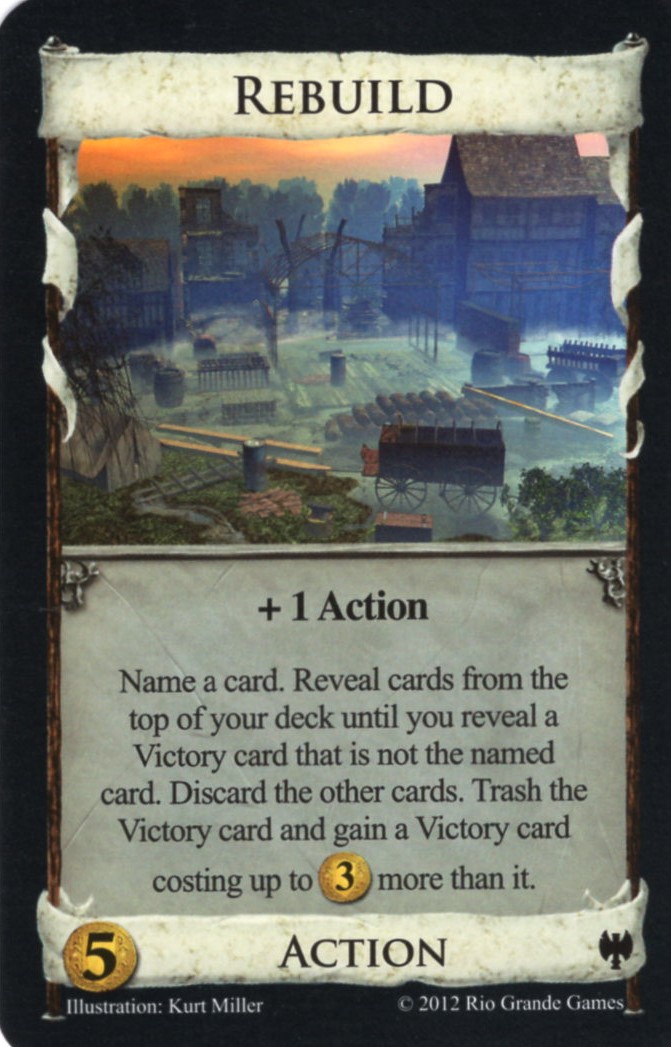 REBUILD
+ 1 Action
Name a card. Reveal cards from the
top of your deck until you reveal a
Victory card that is not the named
card. Discard the other cards. Trash the
Victory card and gain a Victory card
costing up to 3 more than it.
5 ACTION
Illustration: Kurt Miller © 2012 Rio Grande Games